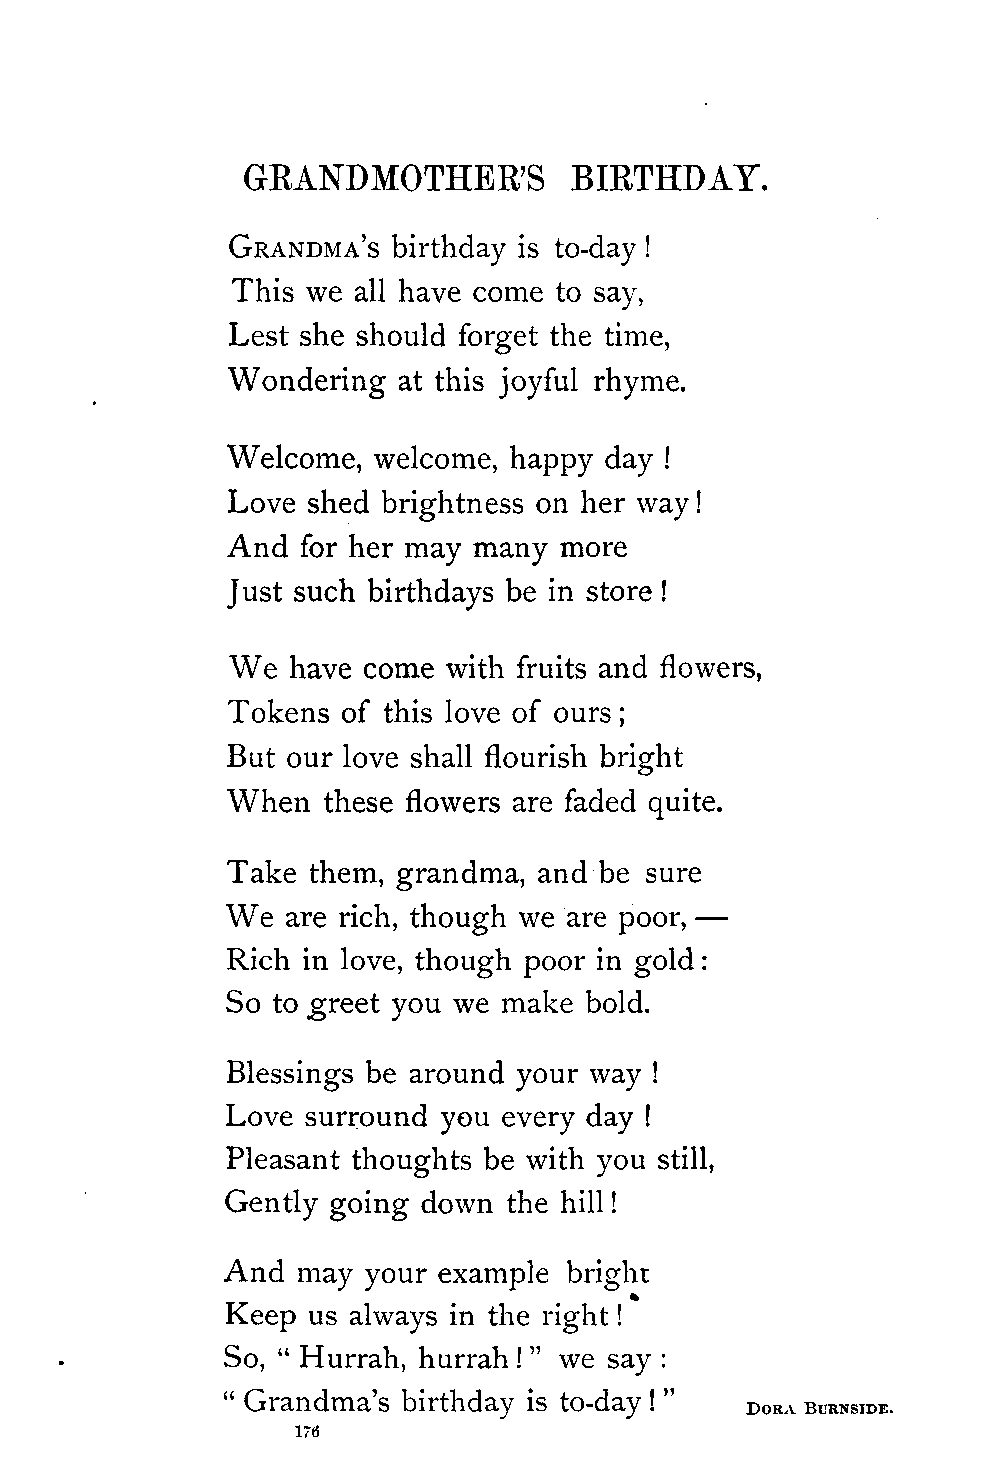 GRANDMOTHER'S BIRTHDAY.
GRANDMA'S birthday is to-day!
This we all have come to say,
Lest she should forget the time,
Wondering at this joyful rhyme.
Welcome, welcome, happy day!
Love shed brightness on her way!
And for her may many more
Just such birthdays be in store!
We have come with fruits and flowers,
Tokens of this love of ours;
But our love shall flourish bright
When these flowers are faded quite.
Take them, grandma, and be sure
We are rich, though we are poor,—
Rich in love, though poor in gold:
So to greet you we make bold.
Blessings be around your way!
Love surround you every day!
Pleasant thoughts be with you still,
Gently going down the hill!
And may your example bright
Keep us always in the right!
So, "Hurrah, hurrah!" we say:
"Grandma's birthday is to-day!" DORA BURNSIDE.
176